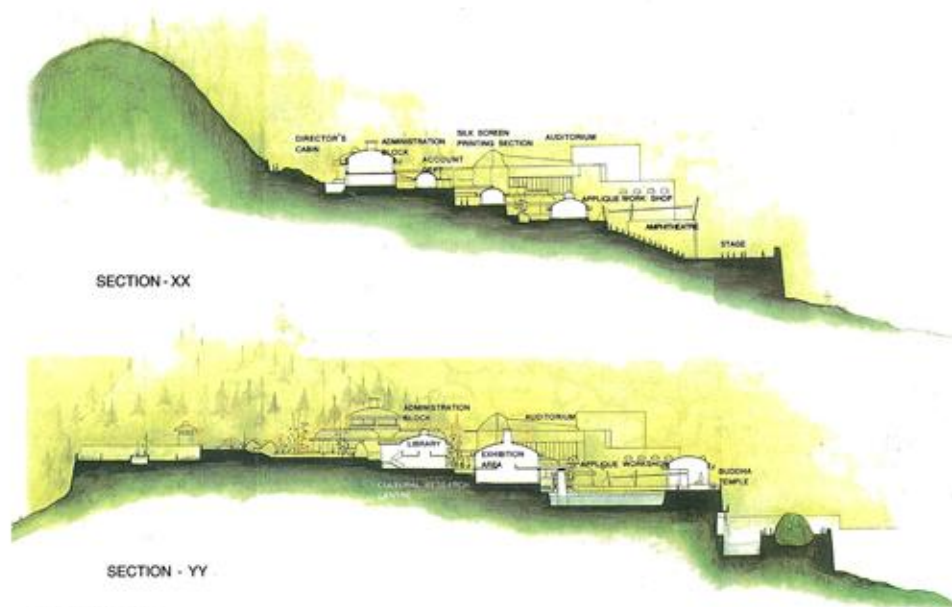 DIRECTOR'S
CABIN
ADMINISTRATION
BLOCK
ACCOUNT
SILK SCREEN
PRINTING SECTION
AUDITORIUM
APPLIQUE WORK SHOP
AMPHITHEATRE
STAGE
SECTION - XX
ADMINISTRATION
BLOCK
AUDITORIUM
LIBRARY
EXHIBITION
AREA
APPLIQUE WORKSHOP
BUDDHA
TEMPLE
CULTURAL RESEARCH
CENTRE
SECTION - YY